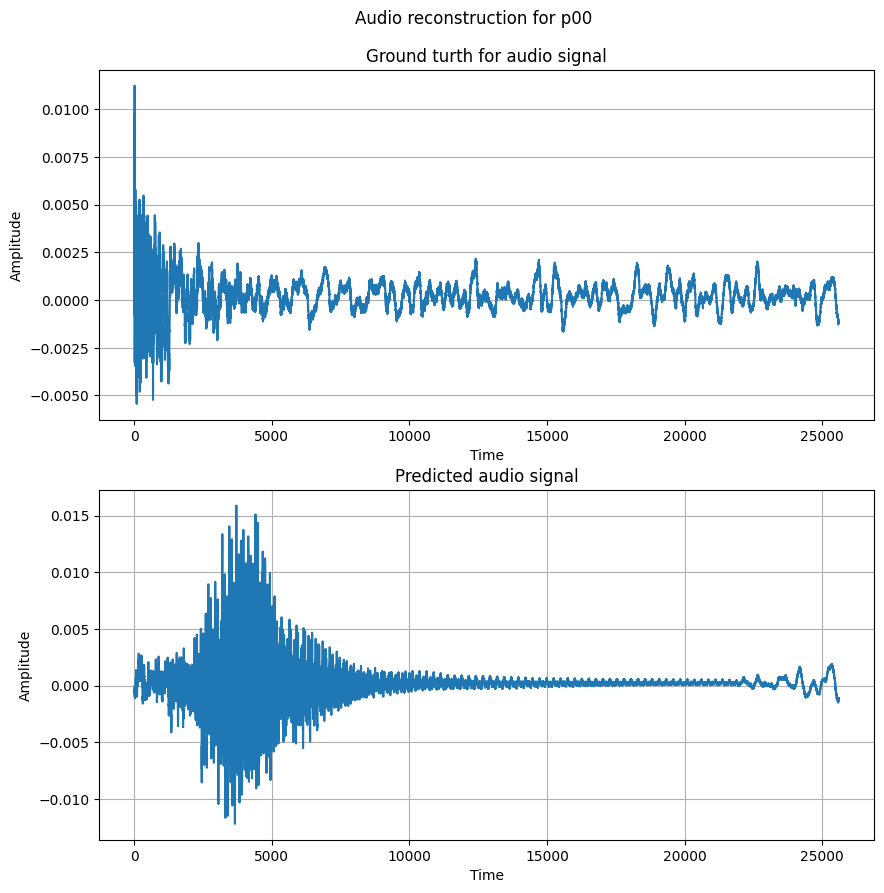 Audio reconstruction for p00
Ground turth for audio signal
Amplitude
0.0100
0.0075
0.0050
0.0025
0.0000
−0.0025
−0.0050
0 5000 10000 15000 20000 25000
Time
Predicted audio signal
Amplitude
0.015
0.010
0.005
0.000
−0.005
−0.010
0 5000 10000 15000 20000 25000
Time